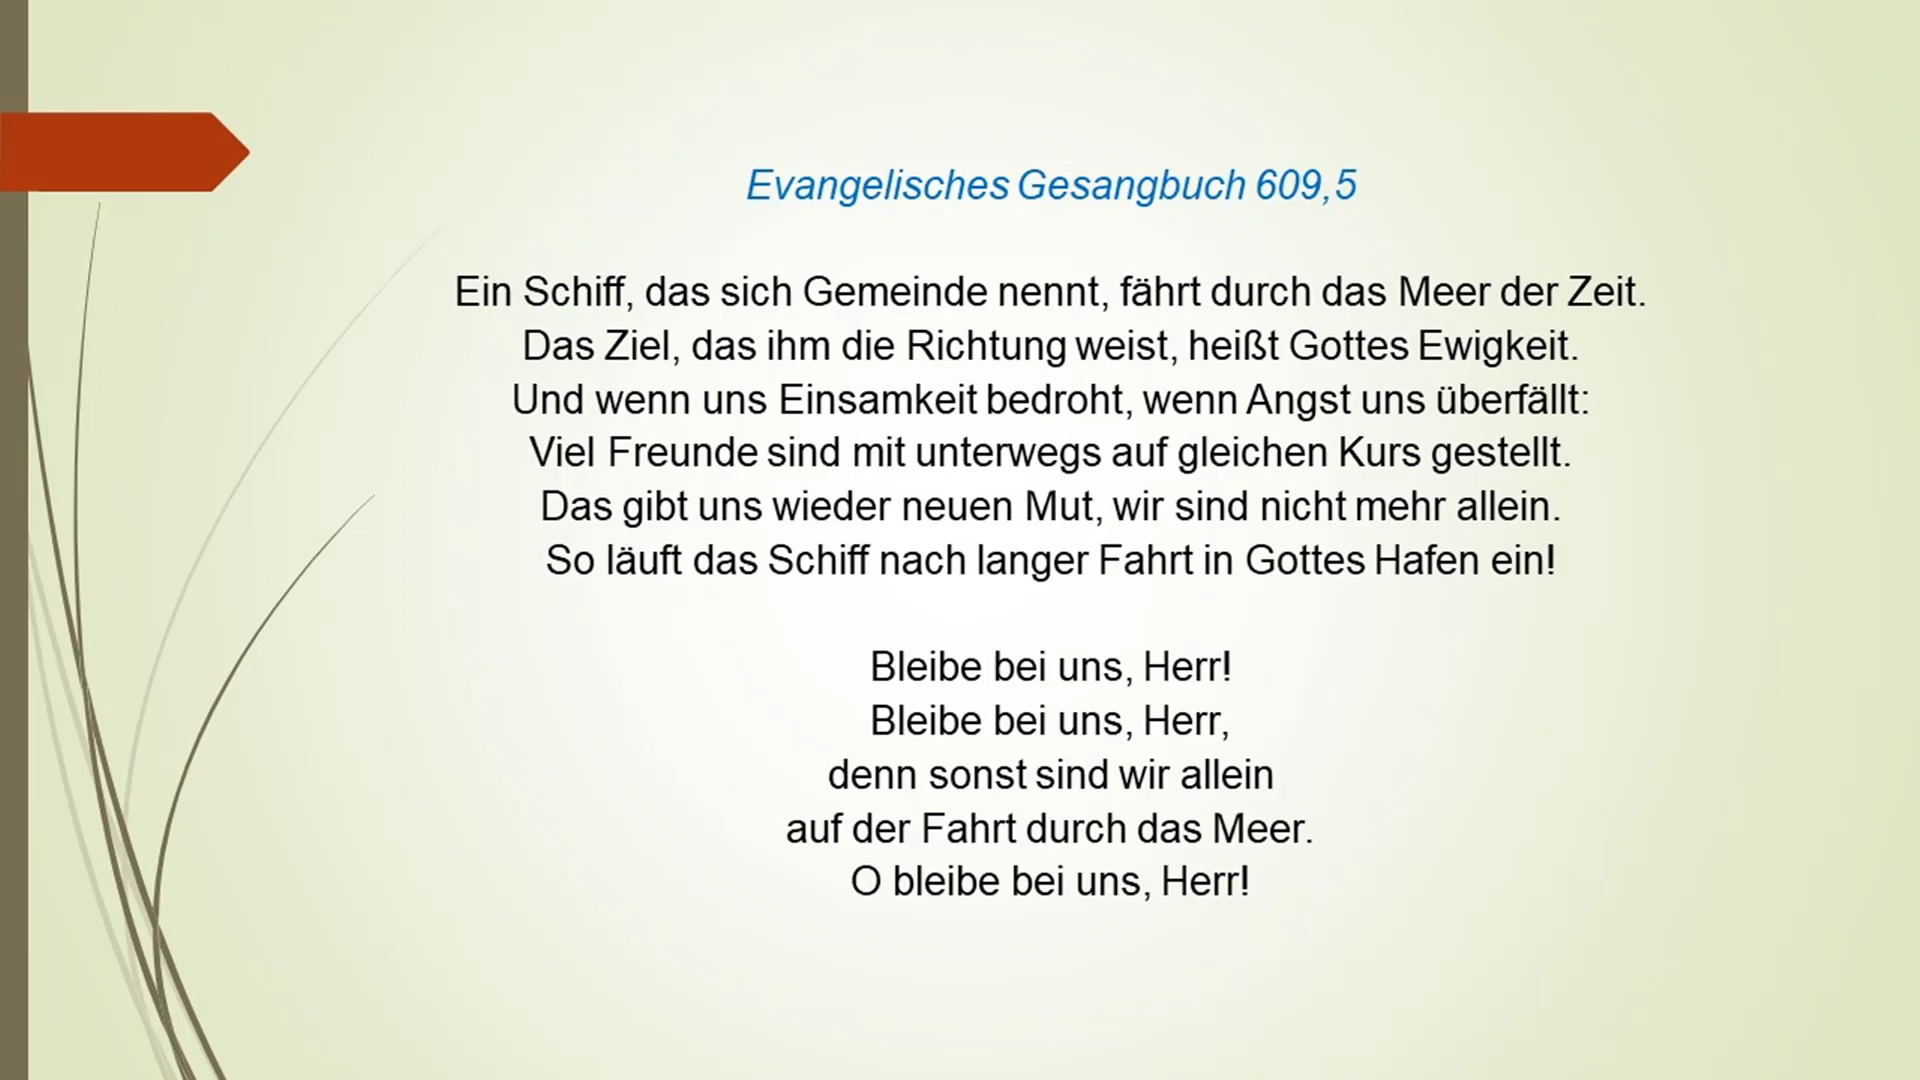 Evangelisches Gesangbuch 609,5
Ein Schiff, das sich Gemeinde nennt, fährt durch das Meer der Zeit.
Das Ziel, das ihm die Richtung weist, heißt Gottes Ewigkeit.
Und wenn uns Einsamkeit bedroht, wenn Angst uns überfällt:
Viel Freunde sind mit unterwegs auf gleichen Kurs gestellt.
Das gibt uns wieder neuen Mut, wir sind nicht mehr allein.
So läuft das Schiff nach langer Fahrt in Gottes Hafen ein!
Bleibe bei uns, Herr!
Bleibe bei uns, Herr,
denn sonst sind wir allein
auf der Fahrt durch das Meer.
O bleibe bei uns, Herr!